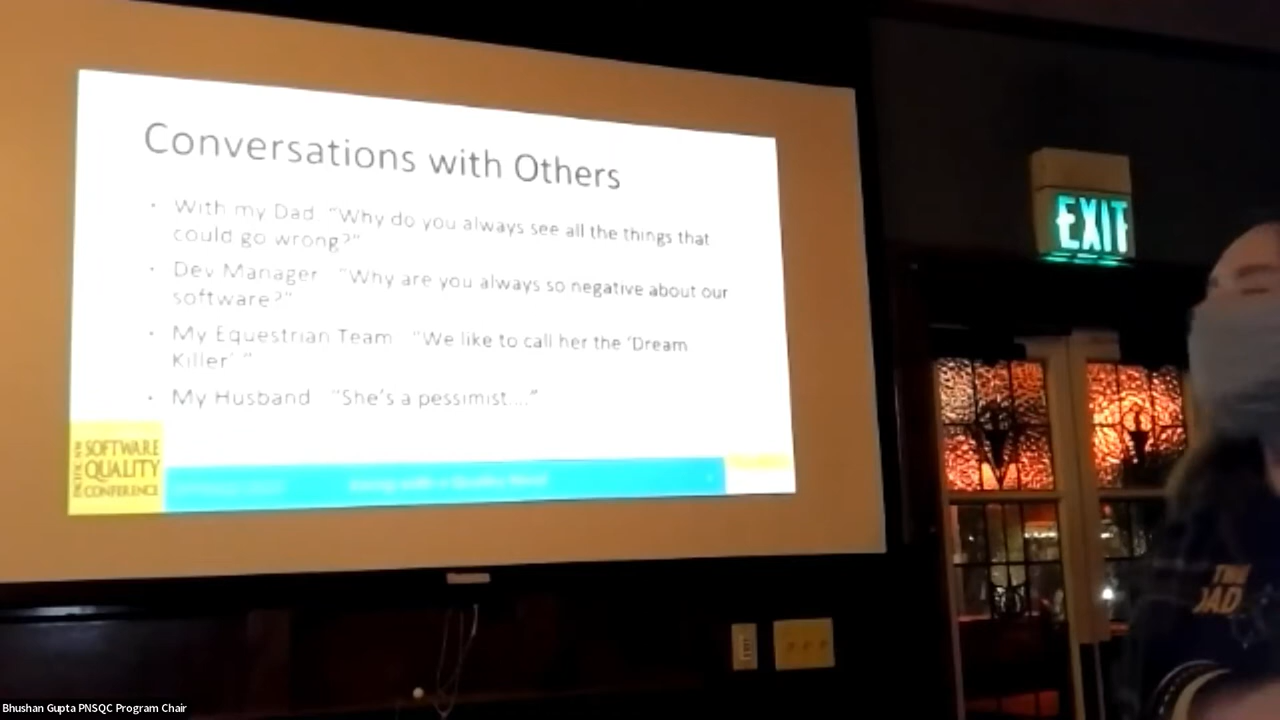 Conversations with Others
• With my Dad "Why do you always see all the things that
could go wrong?"
• Dev Manager "Why are you always so negative about our
software?"
• My Equestrian Team "We like to call her the 'Dream
Killer' "
• My Husband "She's a pessimist...."
PACIFIC NW
SOFTWARE
QUALITY
CONFERENCE
EXIT
Bhushan Gupta PNSQC Program Chair